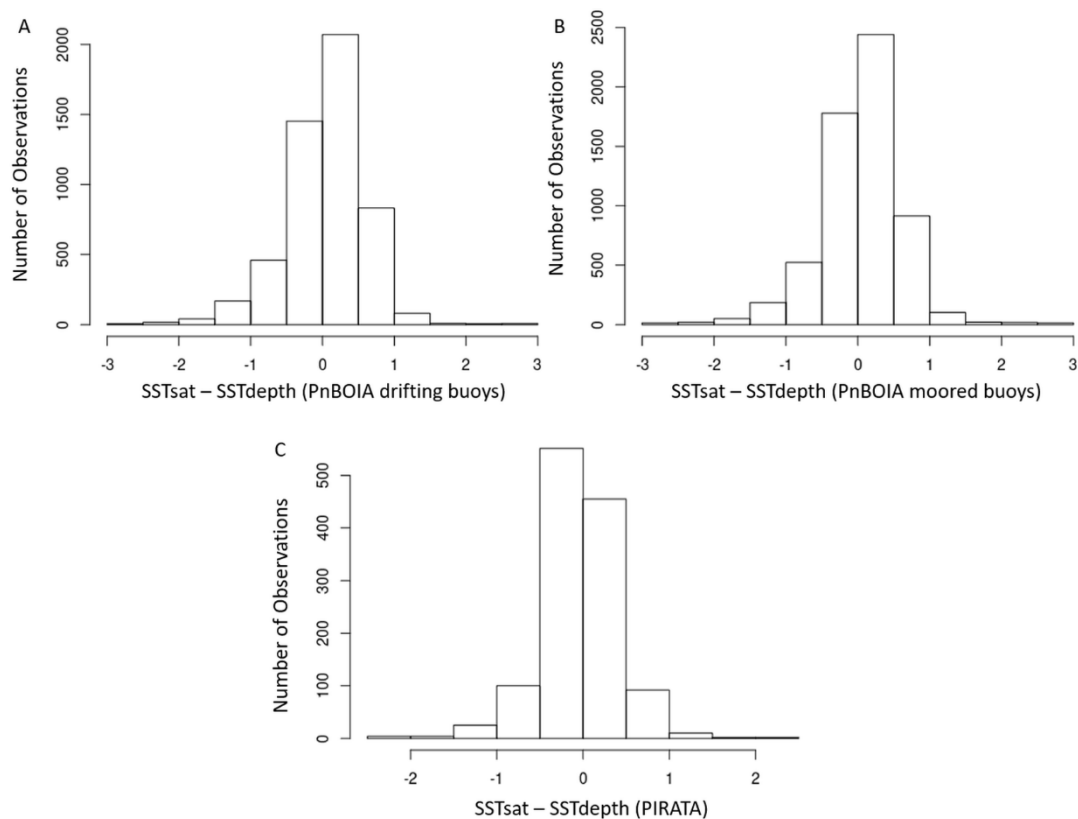 A
Number of Observations
2000
1500
1000
500
0
-3 -2 -1 0 1 2 3
SSTsat – SSTdepth (PnBOIA drifting buoys)
B
Number of Observations
2500
2000
1500
1000
500
0
-3 -2 -1 0 1 2 3
SSTsat – SSTdepth (PnBOIA moored buoys)
C
Number of Observations
500
400
300
200
100
0
-2 -1 0 1 2
SSTsat – SSTdepth (PIRATA)